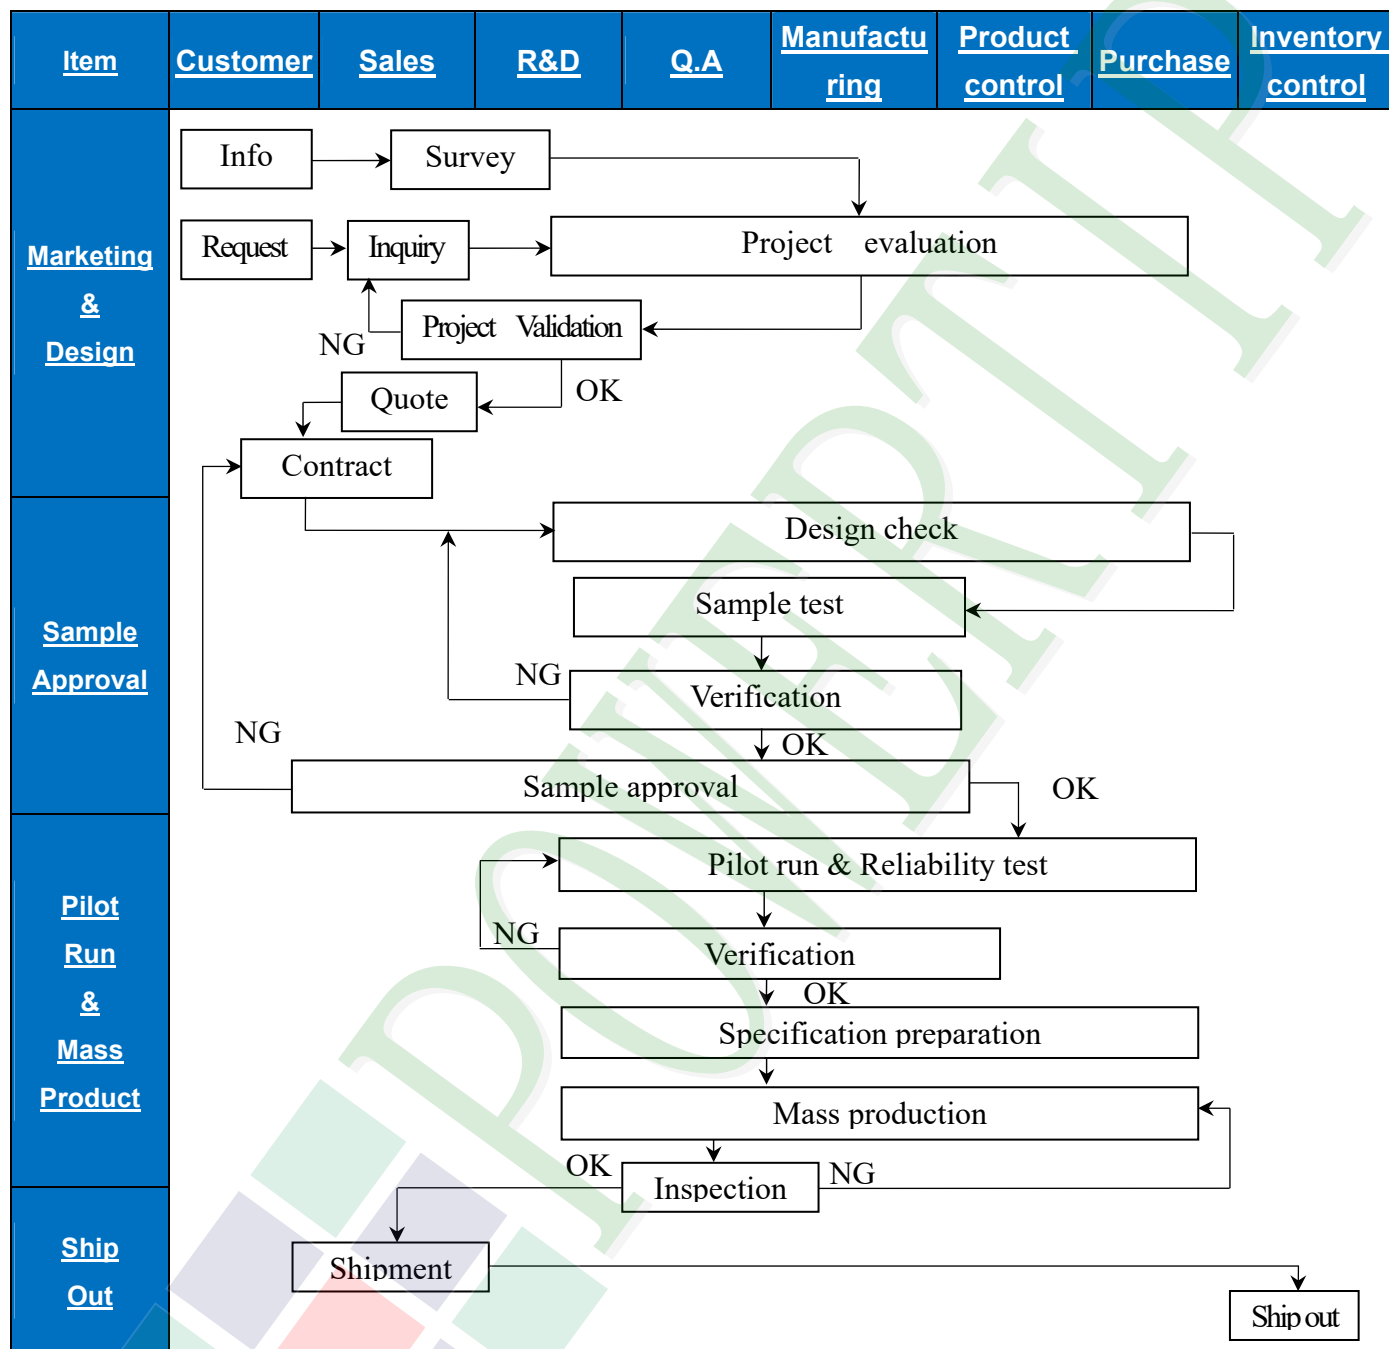 Item
Customer
Sales
R&D
Q.A
Manufactu
ring
Product
control
Purchase
Inventory
control
Marketing
&
Design
Info
Survey
Request
Inquiry
Project evaluation
Project Validation
NG
OK
Quote
Contract
Sample
Approval
Design check
Sample test
NG
Verification
OK
NG
Sample approval
OK
Pilot
Run
&
Mass
Product
Pilot run & Reliability test
NG
Verification
OK
Specification preparation
Mass production
OK
Inspection
NG
Ship
Out
Shipment
Ship out
POWERTIP